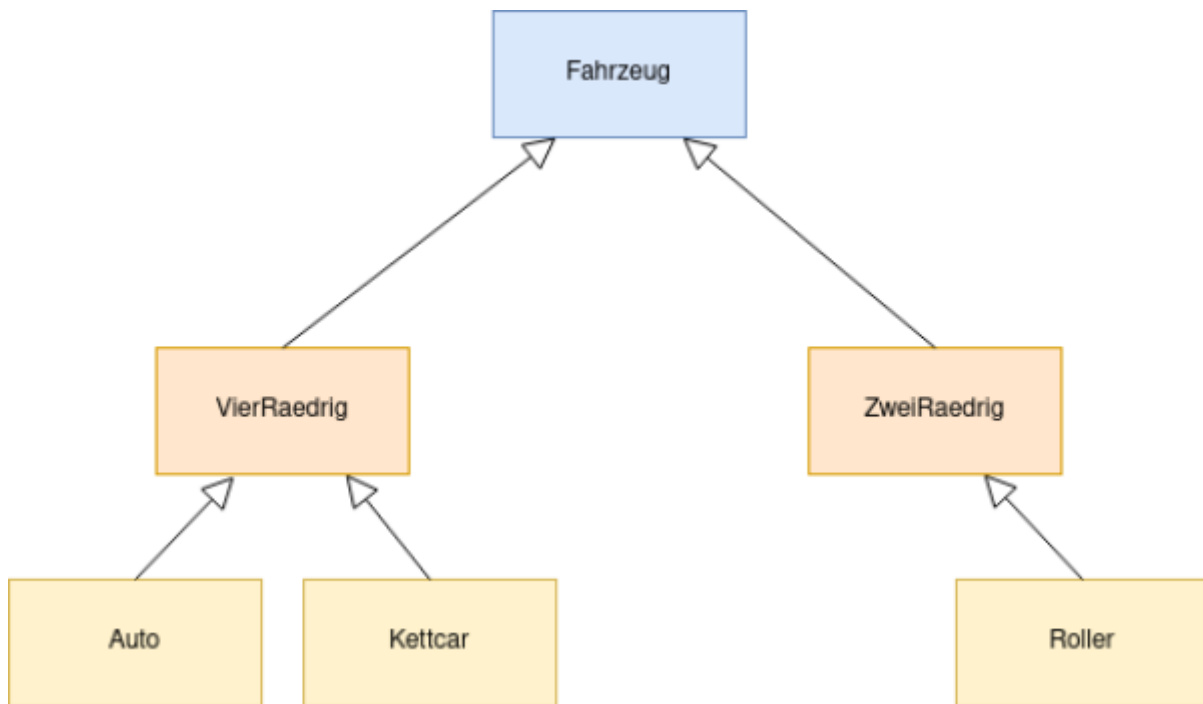 Fahrzeug
VierRaedrig
ZweiRaedrig
Auto
Kettcar
Roller